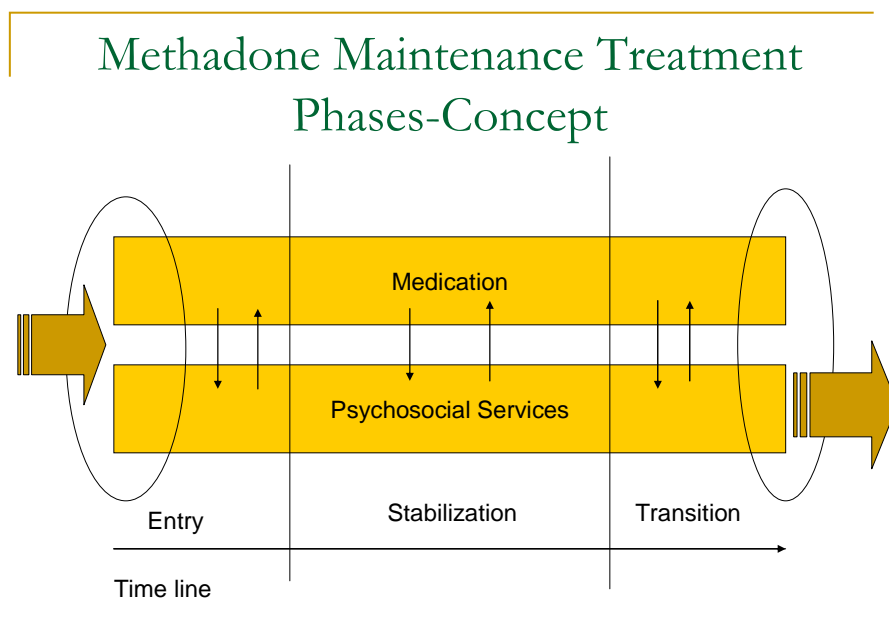 Methadone Maintenance Treatment
Phases-Concept
Medication
Psychosocial Services
Entry
Stabilization
Transition
Time line